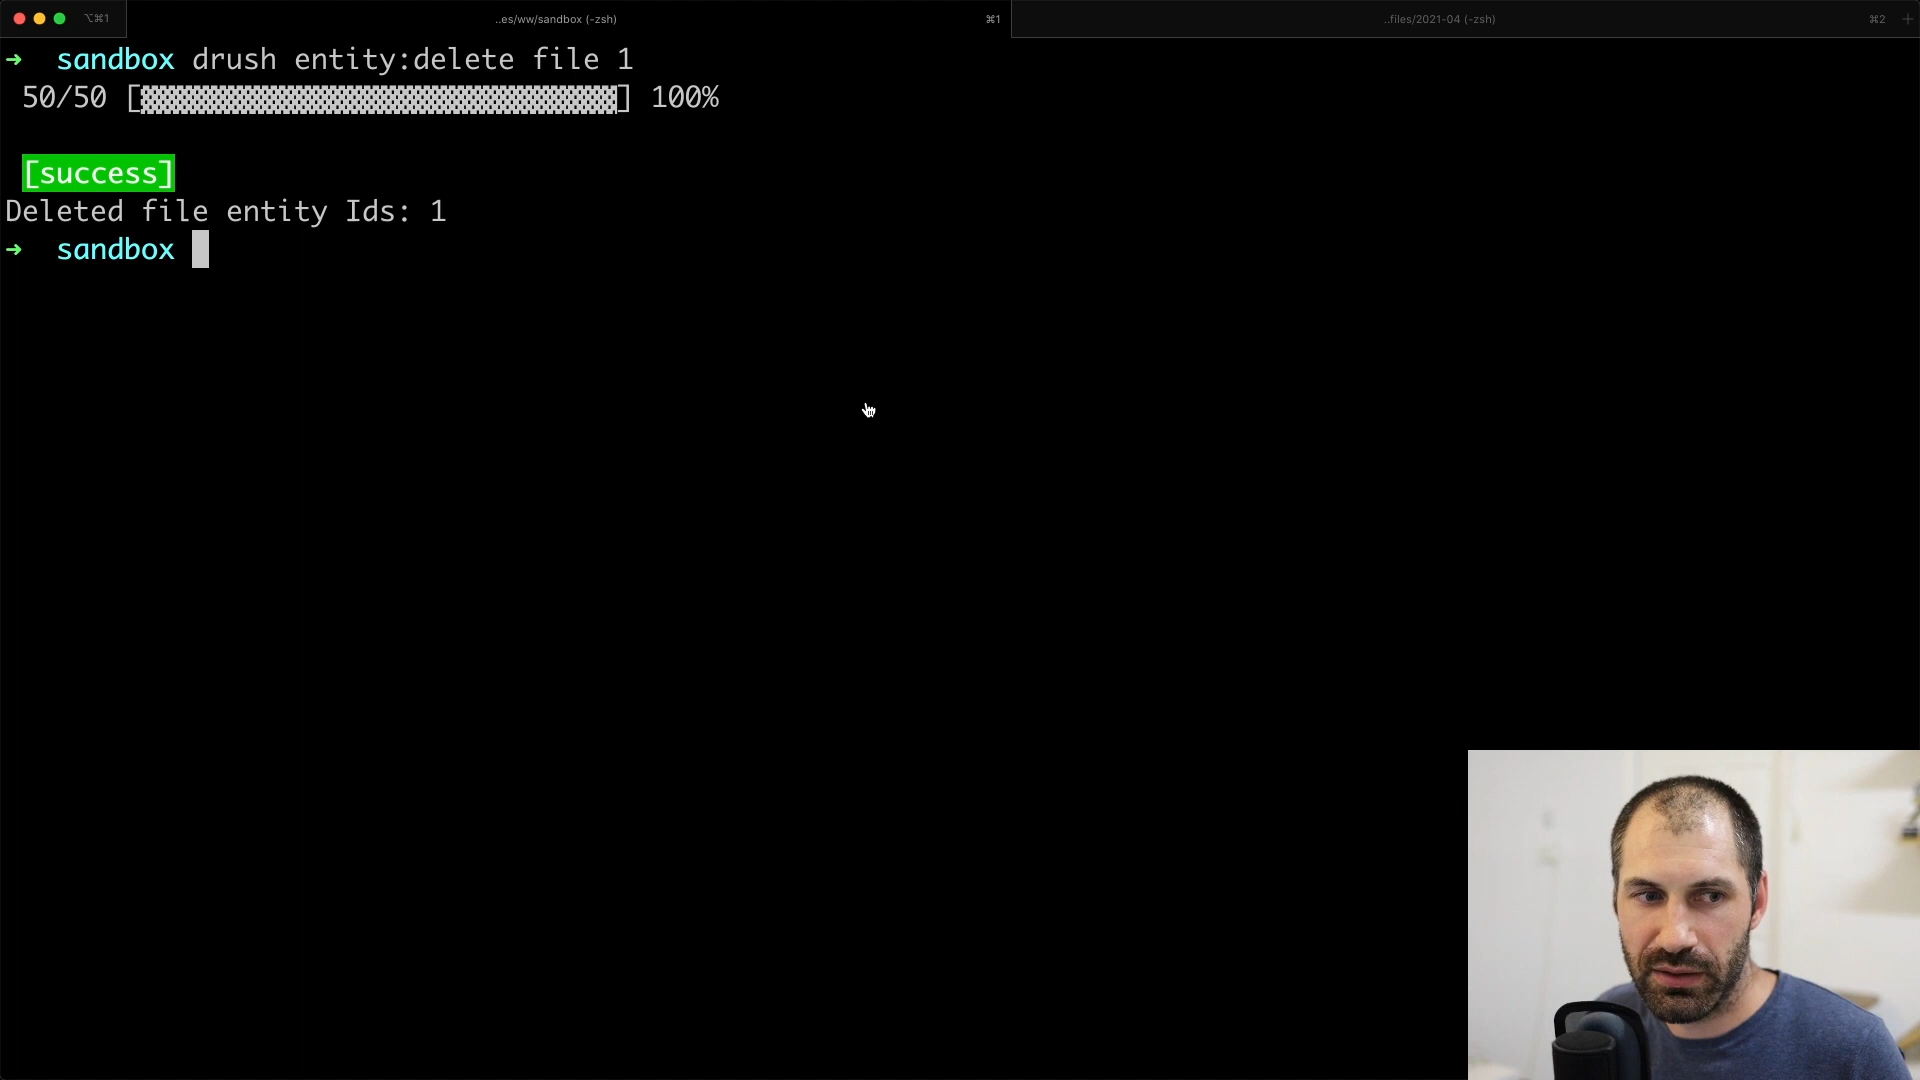 ⌥⌘1 ..es/ww/sandbox (-zsh) ⌘1 ..files/2021-04 (-zsh) ⌘2 +
➜ sandbox drush entity:delete file 1
50/50 [▓▓▓▓▓▓▓▓▓▓▓▓▓▓▓▓▓▓▓▓▓▓▓▓▓▓▓▓] 100%
[success]
Deleted file entity Ids: 1
➜ sandbox